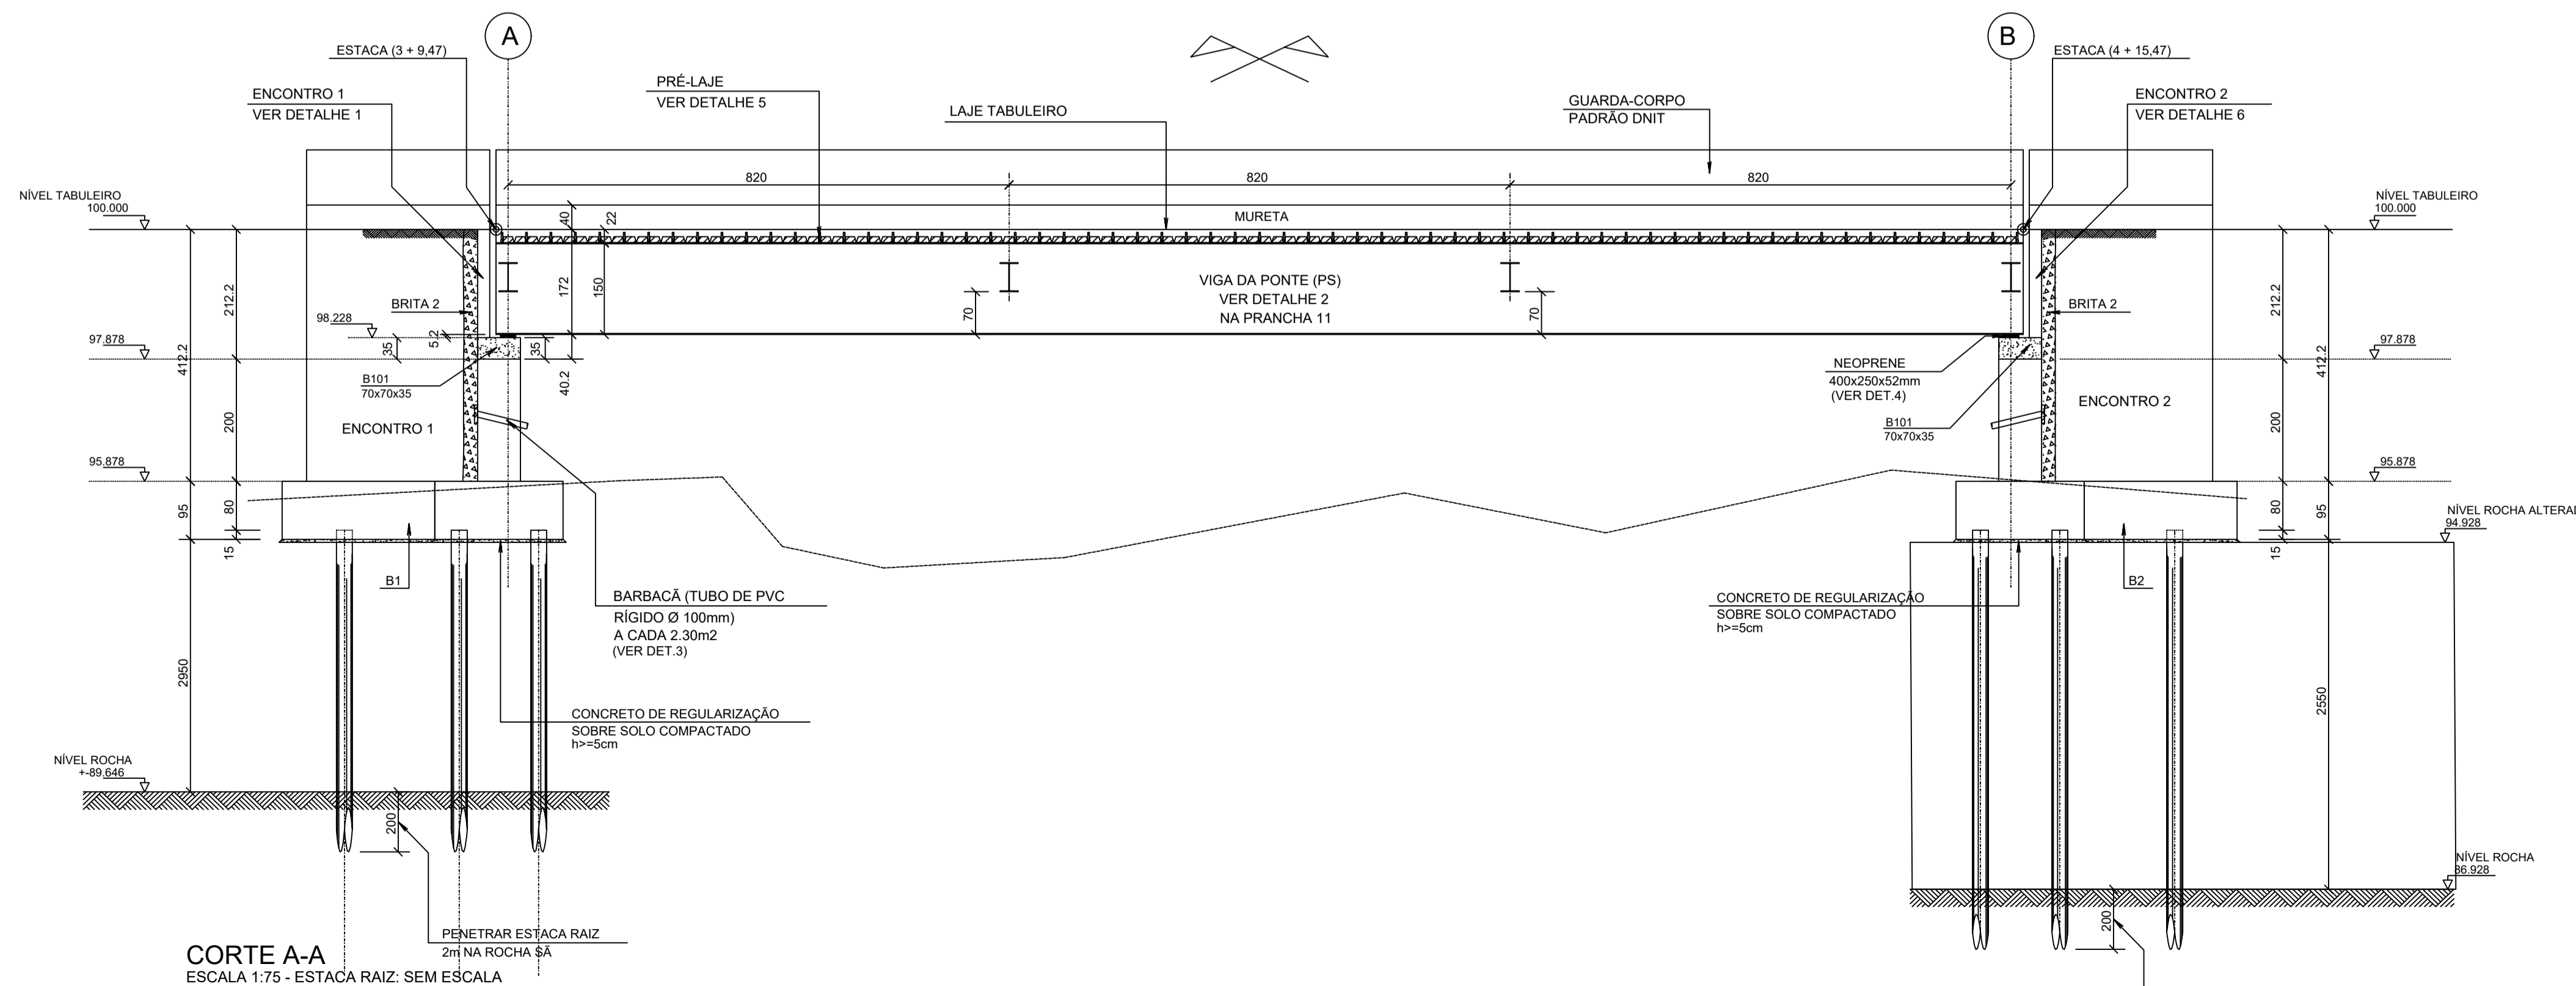 A
B
ESTACA (3 + 9,47)
ESTACA (4 + 15,47)
ENCONTRO 1
VER DETALHE 1
PRÉ-LAJE
VER DETALHE 5
LAJE TABULEIRO
GUARDA-CORPO
PADRÃO DNIT
ENCONTRO 2
VER DETALHE 6
820
820
820
NÍVEL TABULEIRO
100.000
NÍVEL TABULEIRO
100.000
40
22
MURETA
212.2
172
150
VIGA DA PONTE (PS)
VER DETALHE 2
NA PRANCHA 11
70
70
212.2
BRITA 2
BRITA 2
98.228
97.878
97.878
412.2
35
5.2
35
40.2
412.2
B101
70x70x35
NEOPRENE
400x250x52mm
(VER DET.4)
B101
70x70x35
200
ENCONTRO 1
ENCONTRO 2
200
95.878
95.878
95
80
15
80
95
15
NÍVEL ROCHA ALTERAD
94.928
B1
B2
BARBACÃ (TUBO DE PVC
RÍGIDO Ø 100mm)
A CADA 2.30m2
(VER DET.3)
CONCRETO DE REGULARIZAÇÃO
SOBRE SOLO COMPACTADO
h>=5cm
2950
2550
CONCRETO DE REGULARIZAÇÃO
SOBRE SOLO COMPACTADO
h>=5cm
NÍVEL ROCHA
+-89.646
200
NÍVEL ROCHA
86.928
200
PENETRAR ESTACA RAIZ
2m NA ROCHA SÃ
CORTE A-A
ESCALA 1:75 - ESTACA RAIZ: SEM ESCALA